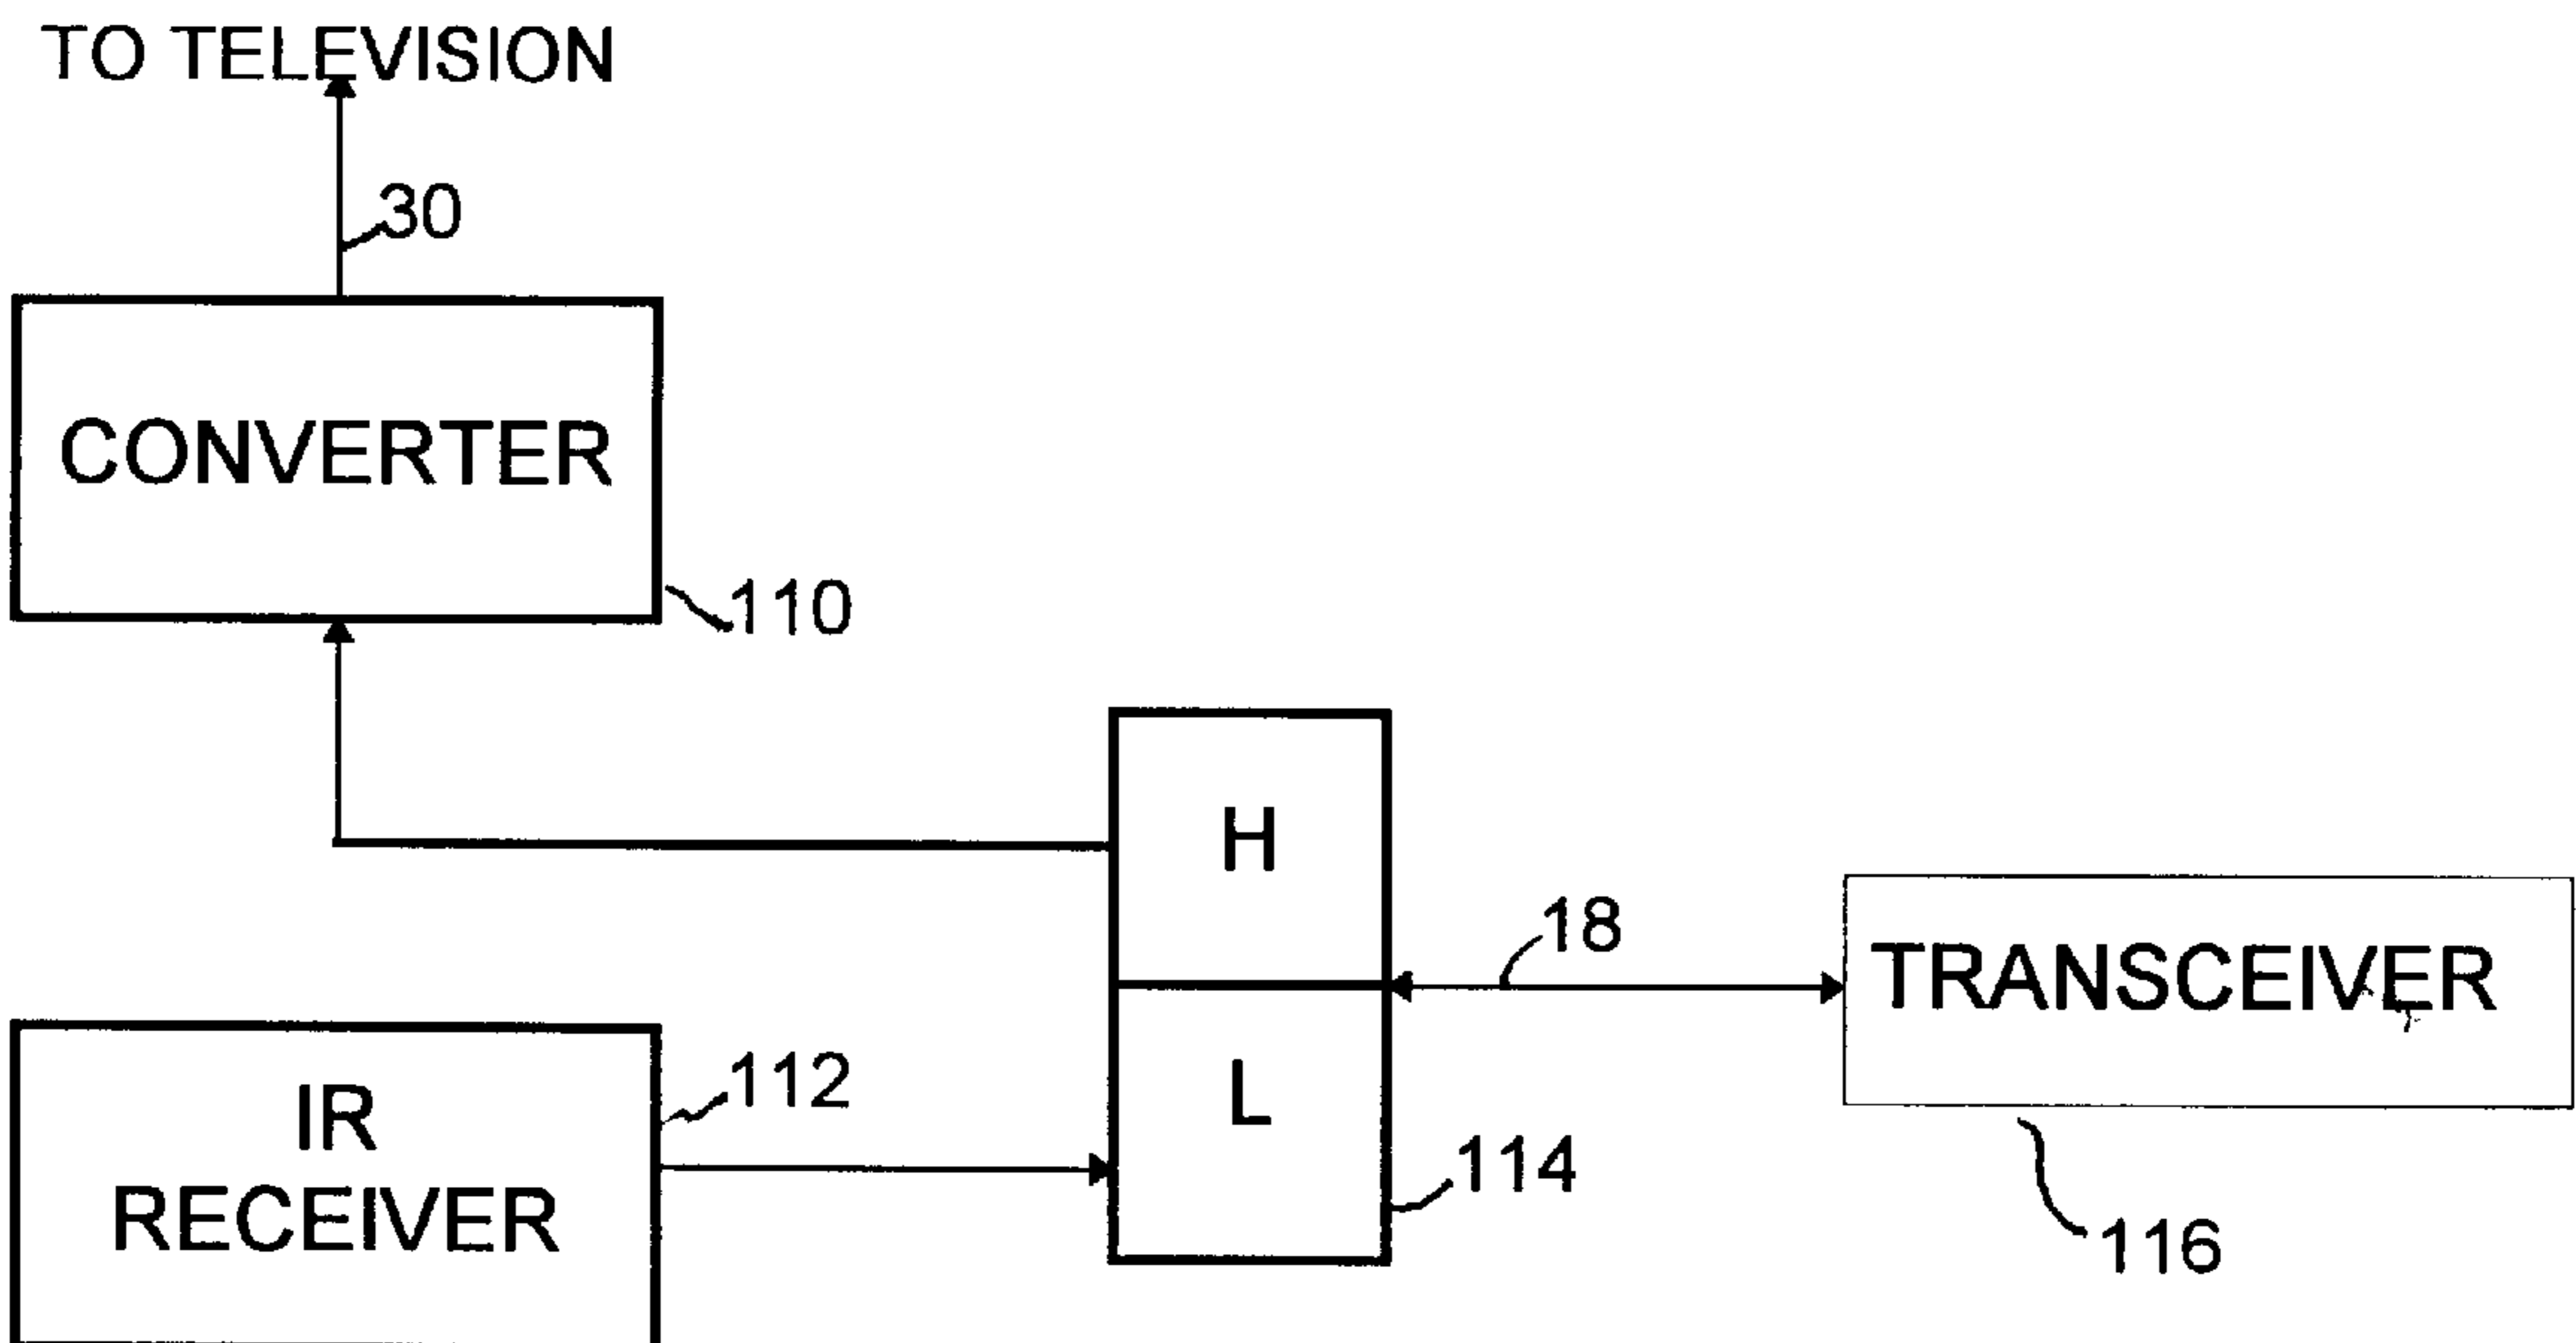 TO TELEVISION
30
CONVERTER
110
H
18
TRANSCEIVER
L
112
IR
RECEIVER
114
116